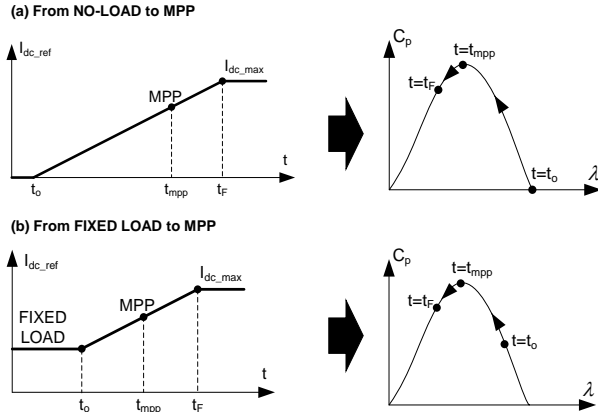 (a) From NO-LOAD to MPP
I_dc_ref
I_dc_max
MPP
t
t_o
t_mpp
t_F
C_p
t=t_mpp
t=t_F
t=t_o
λ
(b) From FIXED LOAD to MPP
I_dc_ref
I_dc_max
MPP
FIXED
LOAD
t
t_o
t_mpp
t_F
C_p
t=t_mpp
t=t_F
t=t_o
λ